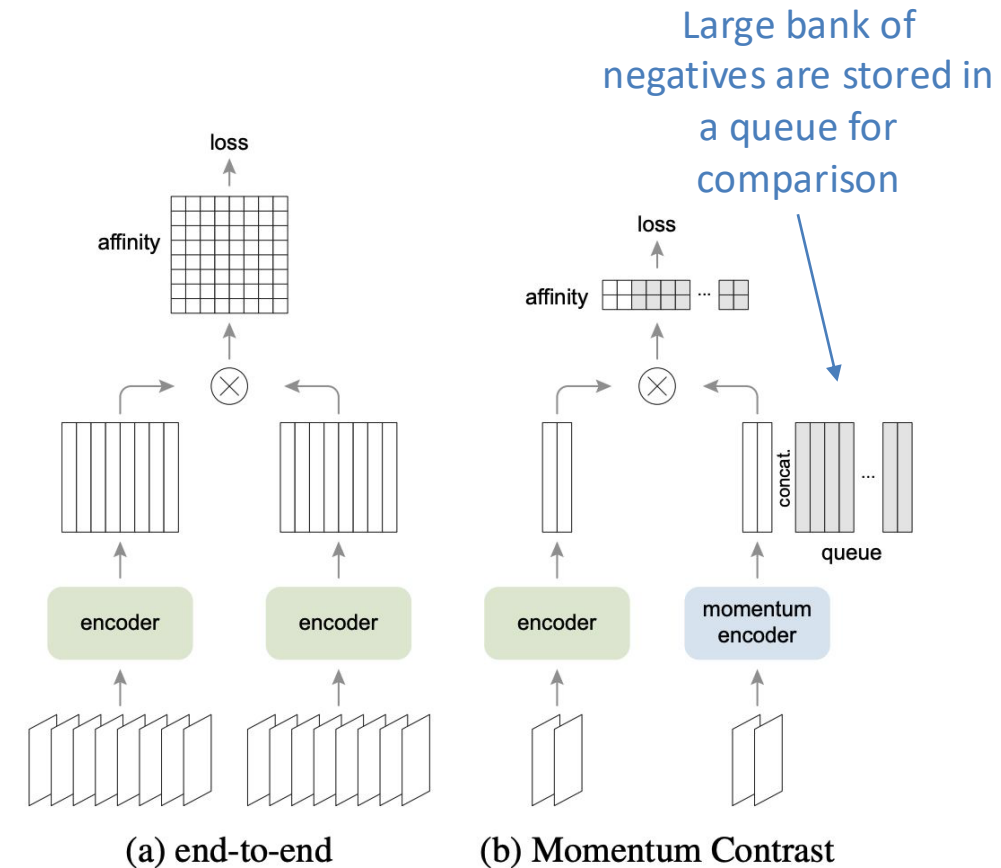 Large bank of
negatives are stored in
a queue for
comparison
loss
affinity
encoder
encoder
(a) end-to-end
loss
affinity
...
concat.
...
queue
encoder
momentum
encoder
(b) Momentum Contrast